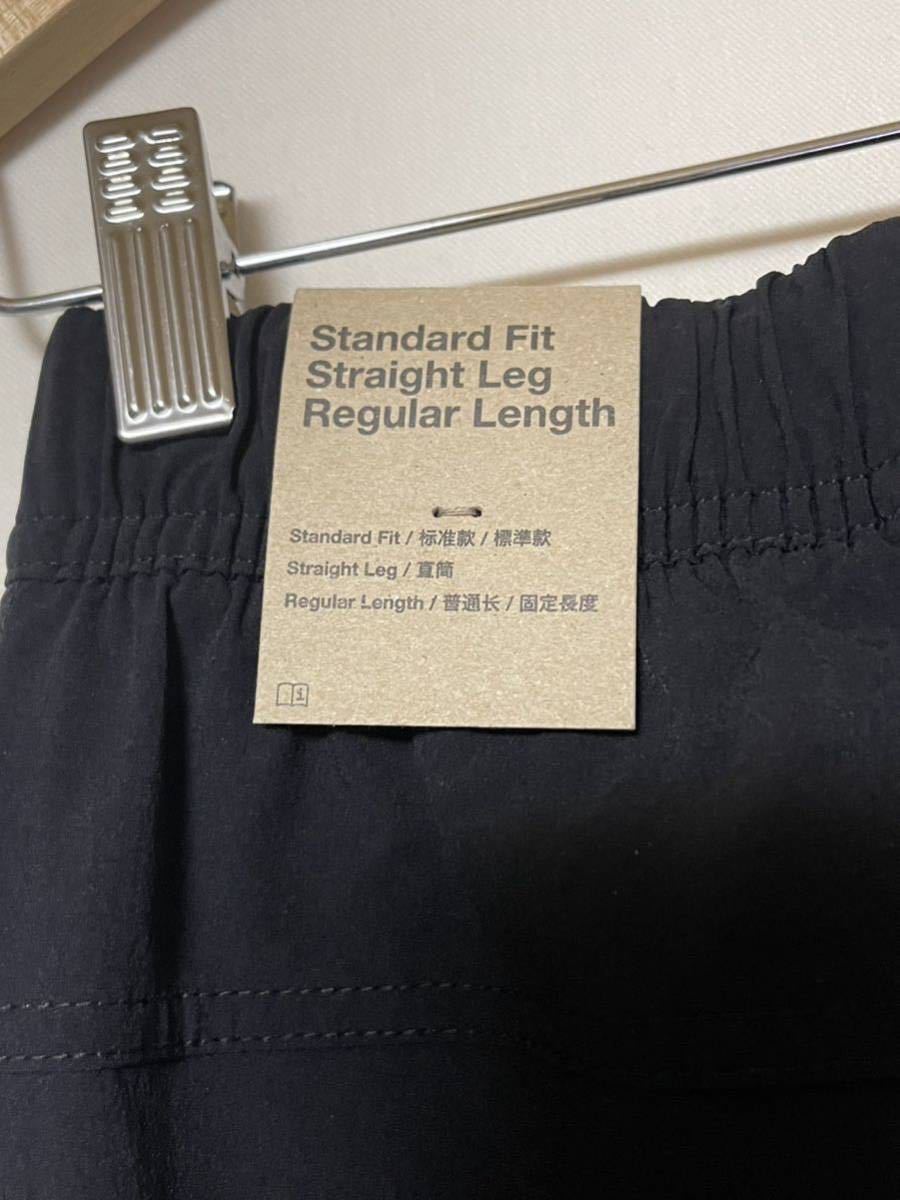 Standard Fit
Straight Leg
Regular Length
Standard Fit / 标准款 / 標準款
Straight Leg / 直筒
Regular Length / 普通长 / 固定長度